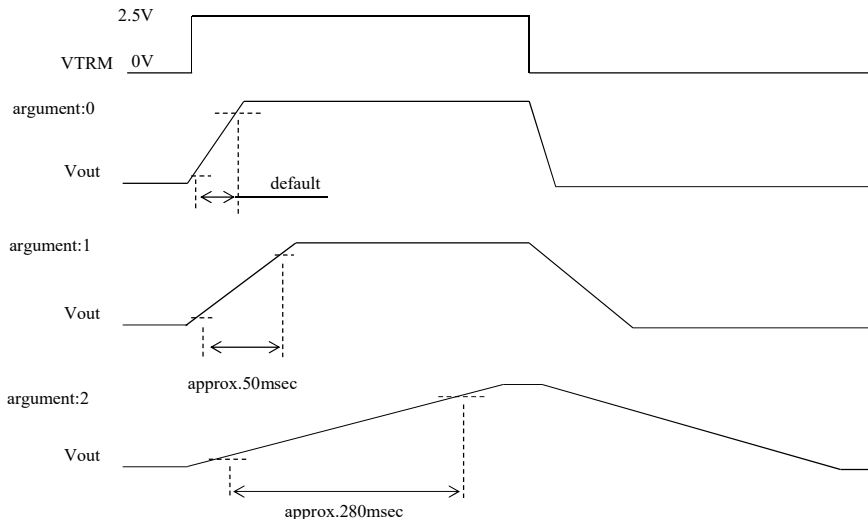 2.5V
VTRM 0V
argument:0
Vout
default
argument:1
Vout
approx.50msec
argument:2
Vout
approx.280msec